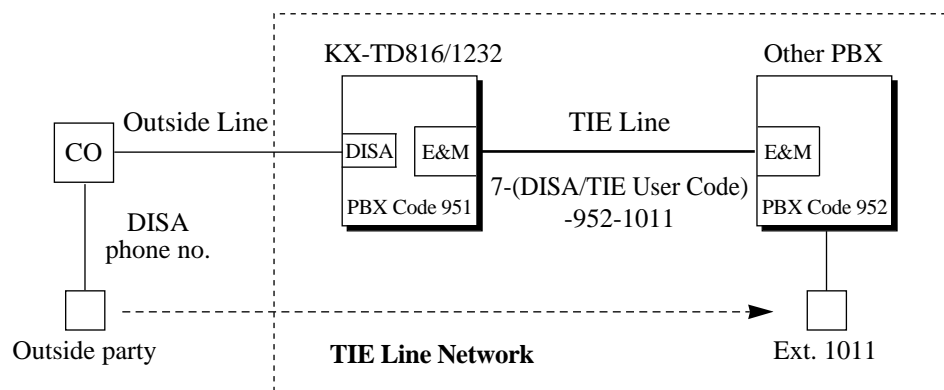 KX-TD816/1232
Other PBX
Outside Line
TIE Line
CO
DISA
E&M
E&M
7-(DISA/TIE User Code)
-952-1011
PBX Code 951
PBX Code 952
DISA
phone no.
Outside party
TIE Line Network
Ext. 1011